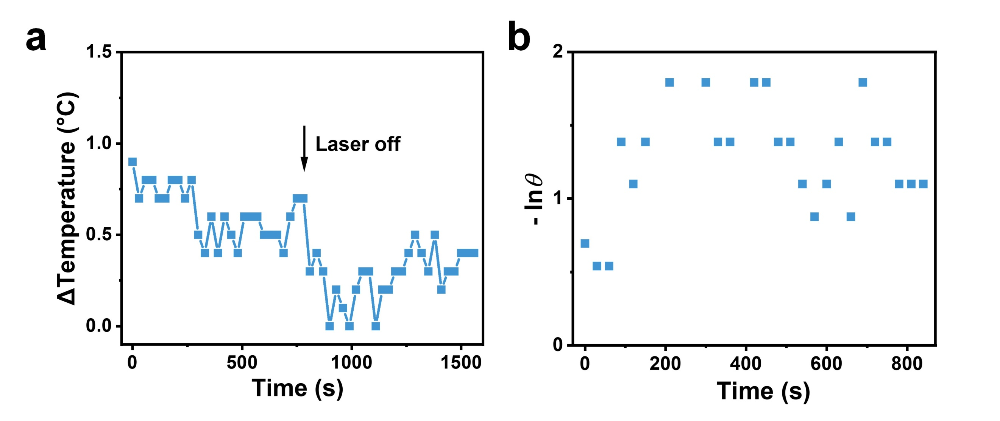 a
1.5
1.0
0.5
0.0
ΔTemperature (°C)
Laser off
0 500 1000 1500
Time (s)
b
2
1
0
- lnθ
0 200 400 600 800
Time (s)